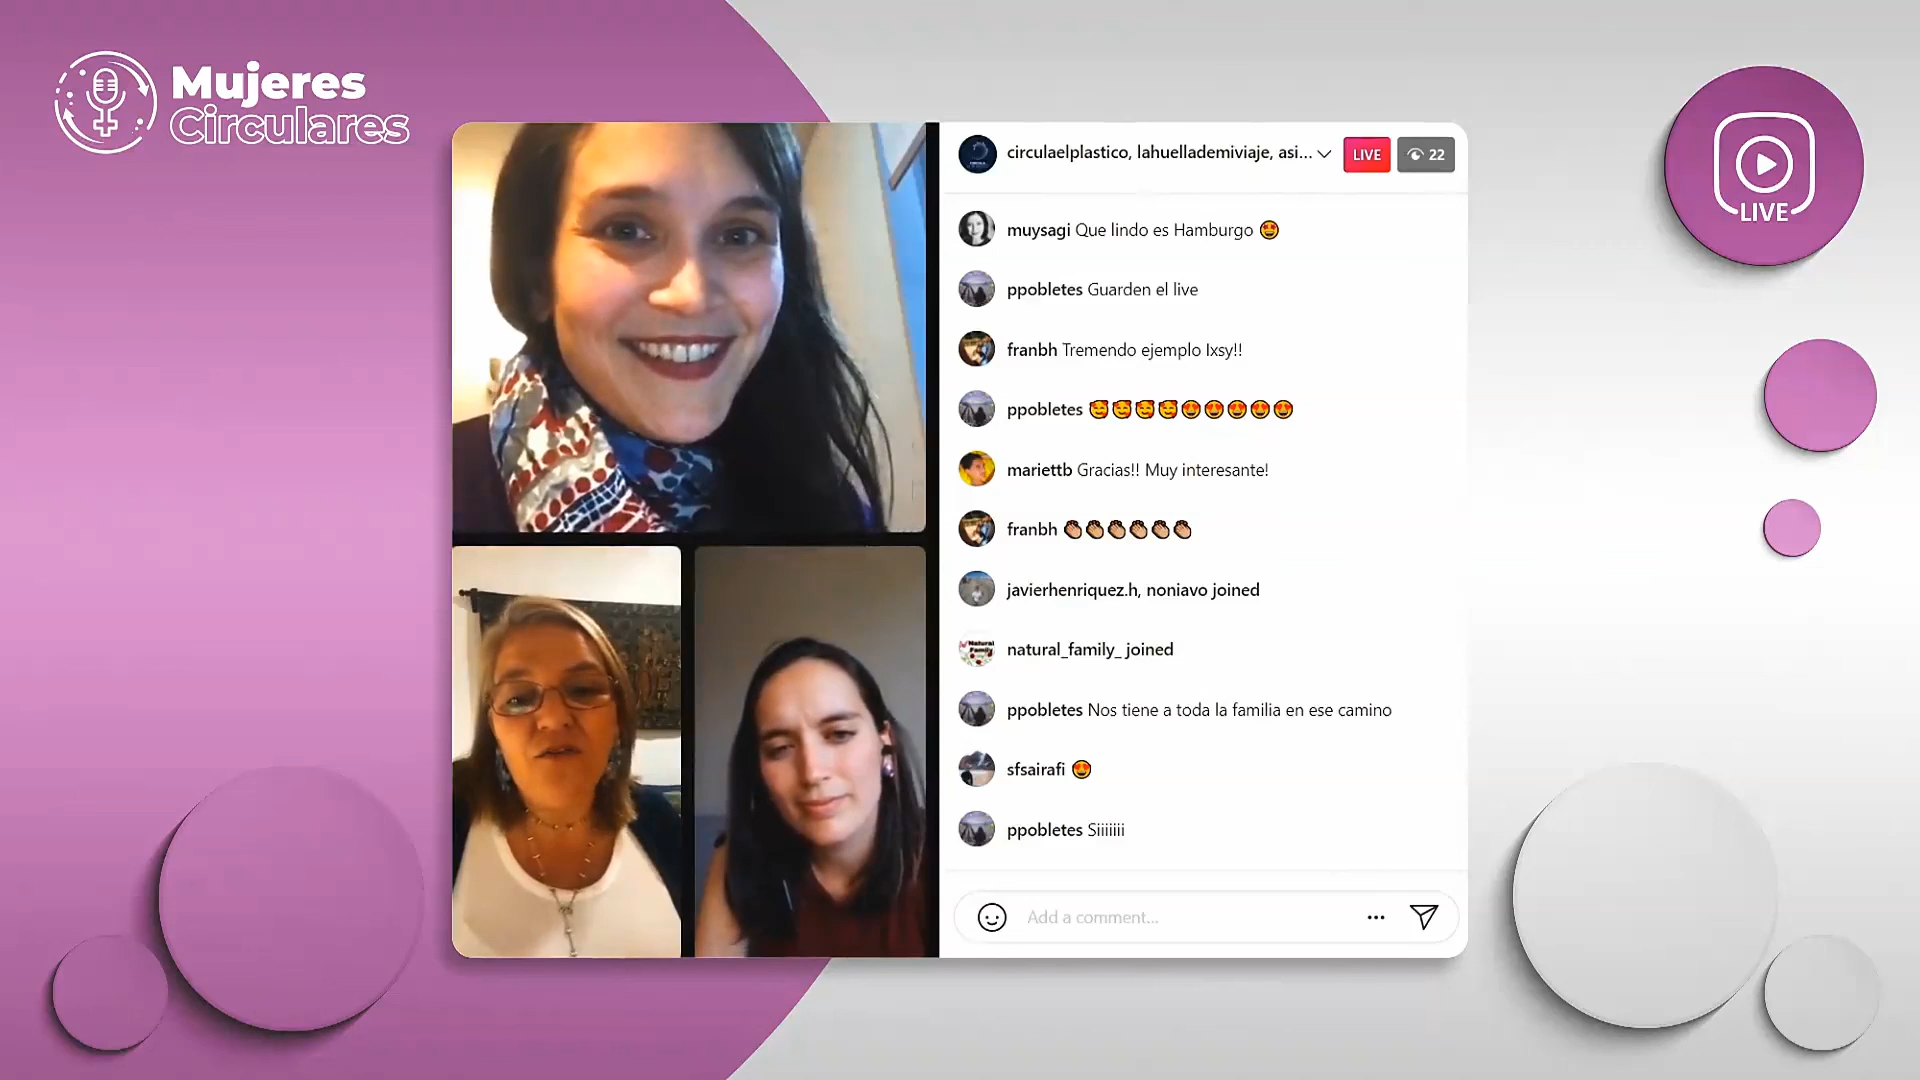 Mujeres
Circulares
circulaelplastico, lahuellademiviaje, asi...
LIVE
22
LIVE
muysagi Que lindo es Hamburgo 🤩
ppobletes Guarden el live
franbh Tremendo ejemplo Ixsy!!
ppobletes 🥰🥰🥰🥰😍😍😍😍😍
mariettb Gracias!! Muy interesante!
franbh 👏🏼👏🏼👏🏼👏🏼👏🏼👏🏼
javierhenriquez.h, noniavo joined
Natural
Family
natural_family_ joined
ppobletes Nos tiene a toda la familia en ese camino
sfsairafi 😍
ppobletes Siiiiiii
Add a comment...